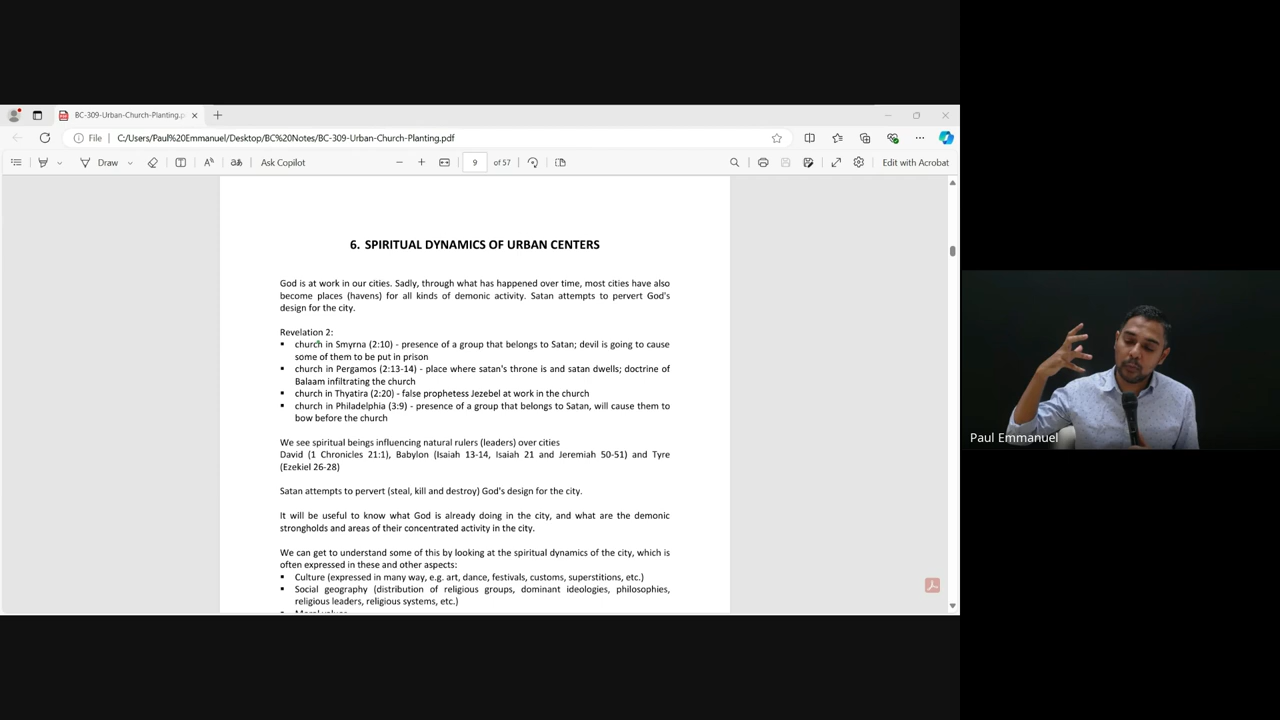 BC-309-Urban-Church-Planting.p
File
C:/Users/Paul%20Emmanuel/Desktop/BC%20Notes/BC-309-Urban-Church-Planting.pdf
Draw
Ask Copilot
9
of 57
Edit with Acrobat
6. SPIRITUAL DYNAMICS OF URBAN CENTERS
God is at work in our cities. Sadly, through what has happened over time, most cities have also
become places (havens) for all kinds of demonic activity. Satan attempts to pervert God's
design for the city.
Revelation 2:
▪ church in Smyrna (2:10) - presence of a group that belongs to Satan; devil is going to cause
some of them to be put in prison
▪ church in Pergamos (2:13-14) - place where satan's throne is and satan dwells; doctrine of
Balaam infiltrating the church
▪ church in Thyatira (2:20) - false prophetess Jezebel at work in the church
▪ church in Philadelphia (3:9) - presence of a group that belongs to Satan, will cause them to
bow before the church
We see spiritual beings influencing natural rulers (leaders) over cities
David (1 Chronicles 21:1), Babylon (Isaiah 13-14, Isaiah 21 and Jeremiah 50-51) and Tyre
(Ezekiel 26-28)
Satan attempts to pervert (steal, kill and destroy) God's design for the city.
It will be useful to know what God is already doing in the city, and what are the demonic
strongholds and areas of their concentrated activity in the city.
We can get to understand some of this by looking at the spiritual dynamics of the city, which is
often expressed in these and other aspects:
▪ Culture (expressed in many way, e.g. art, dance, festivals, customs, superstitions, etc.)
▪ Social geography (distribution of religious groups, dominant ideologies, philosophies,
religious leaders, religious systems, etc.)
Paul Emmanuel